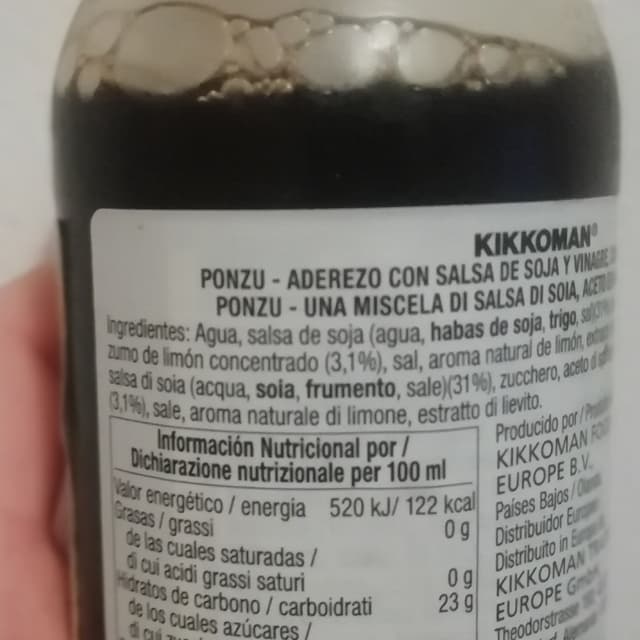 KIKKOMAN®
PONZU - ADEREZO CON SALSA DE SOJA Y VINAGRE,
PONZU - UNA MISCELA DI SALSA DI SOIA, ACETO
Ingredientes: Agua, salsa de soja (agua, habas de soja, trigo,
zumo de limón concentrado (3,1%), sal, aroma natural de limón,
salsa di soia (acqua, soia, frumento, sale)(31%), zucchero, aceto
(3,1%), sale, aroma naturale di limone, estratto di lievito.
Información Nutricional por /
Dichiarazione nutrizionale per 100 ml
Valor energético / energia 520 kJ/ 122 kcal
Grasas / grassi 0 g
de las cuales saturadas /
di cui acidi grassi saturi 0 g
Hidratos de carbono / carboidrati 23 g
de los cuales azúcares /
di cui
Producido por /
KIKKOMAN
EUROPE B.V.
Países Bajos /
Distribuidor
Distribuito in
KIKKOMAN
EUROPE